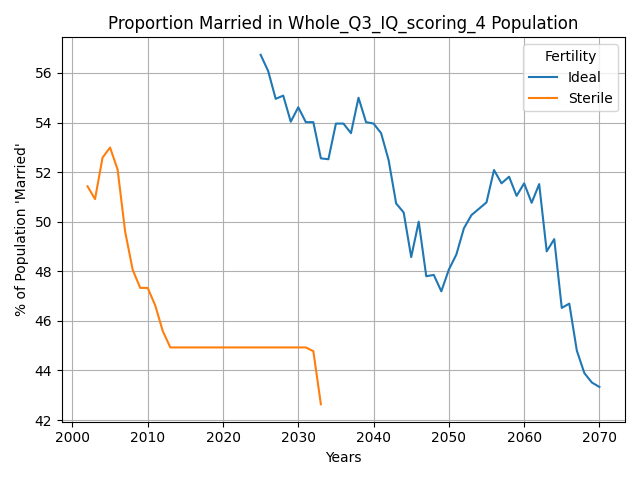 Proportion Married in Whole_Q3_IQ_scoring_4 Population
Fertility
Ideal
Sterile
% of Population 'Married'
56
54
52
50
48
46
44
42
2000
2010
2020
2030
2040
2050
2060
2070
Years